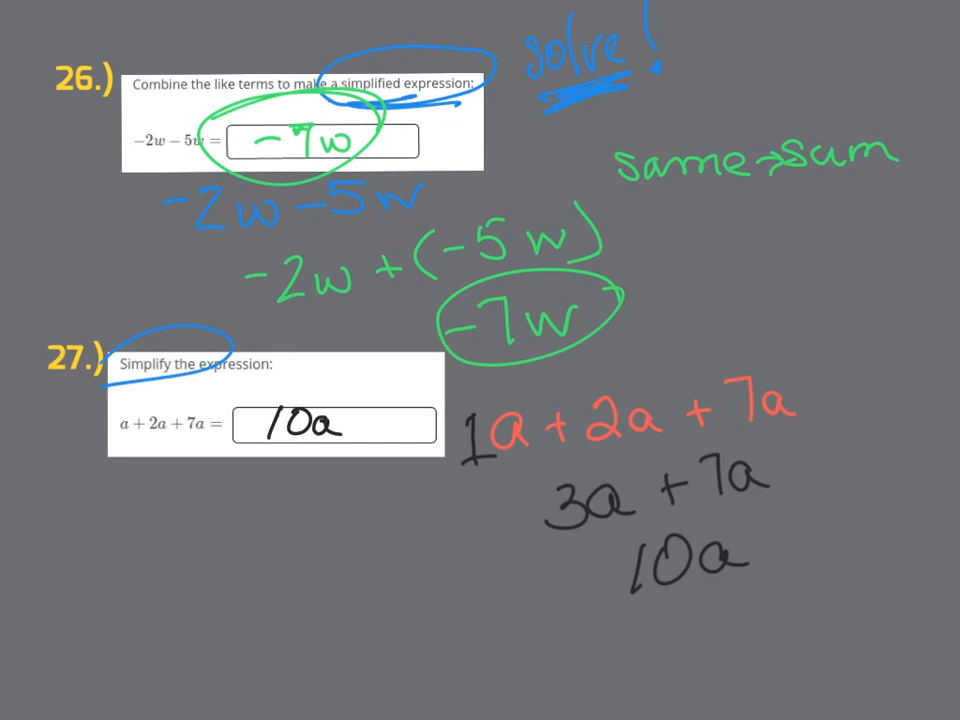 solve!
26.) Combine the like terms to make a simplified expression:
-2w - 5w = -7w
same→sum
-2w - 5w
-2w + (-5w)
-7w
27.) Simplify the expression:
a + 2a + 7a = 10a
1a + 2a + 7a
3a + 7a
10a